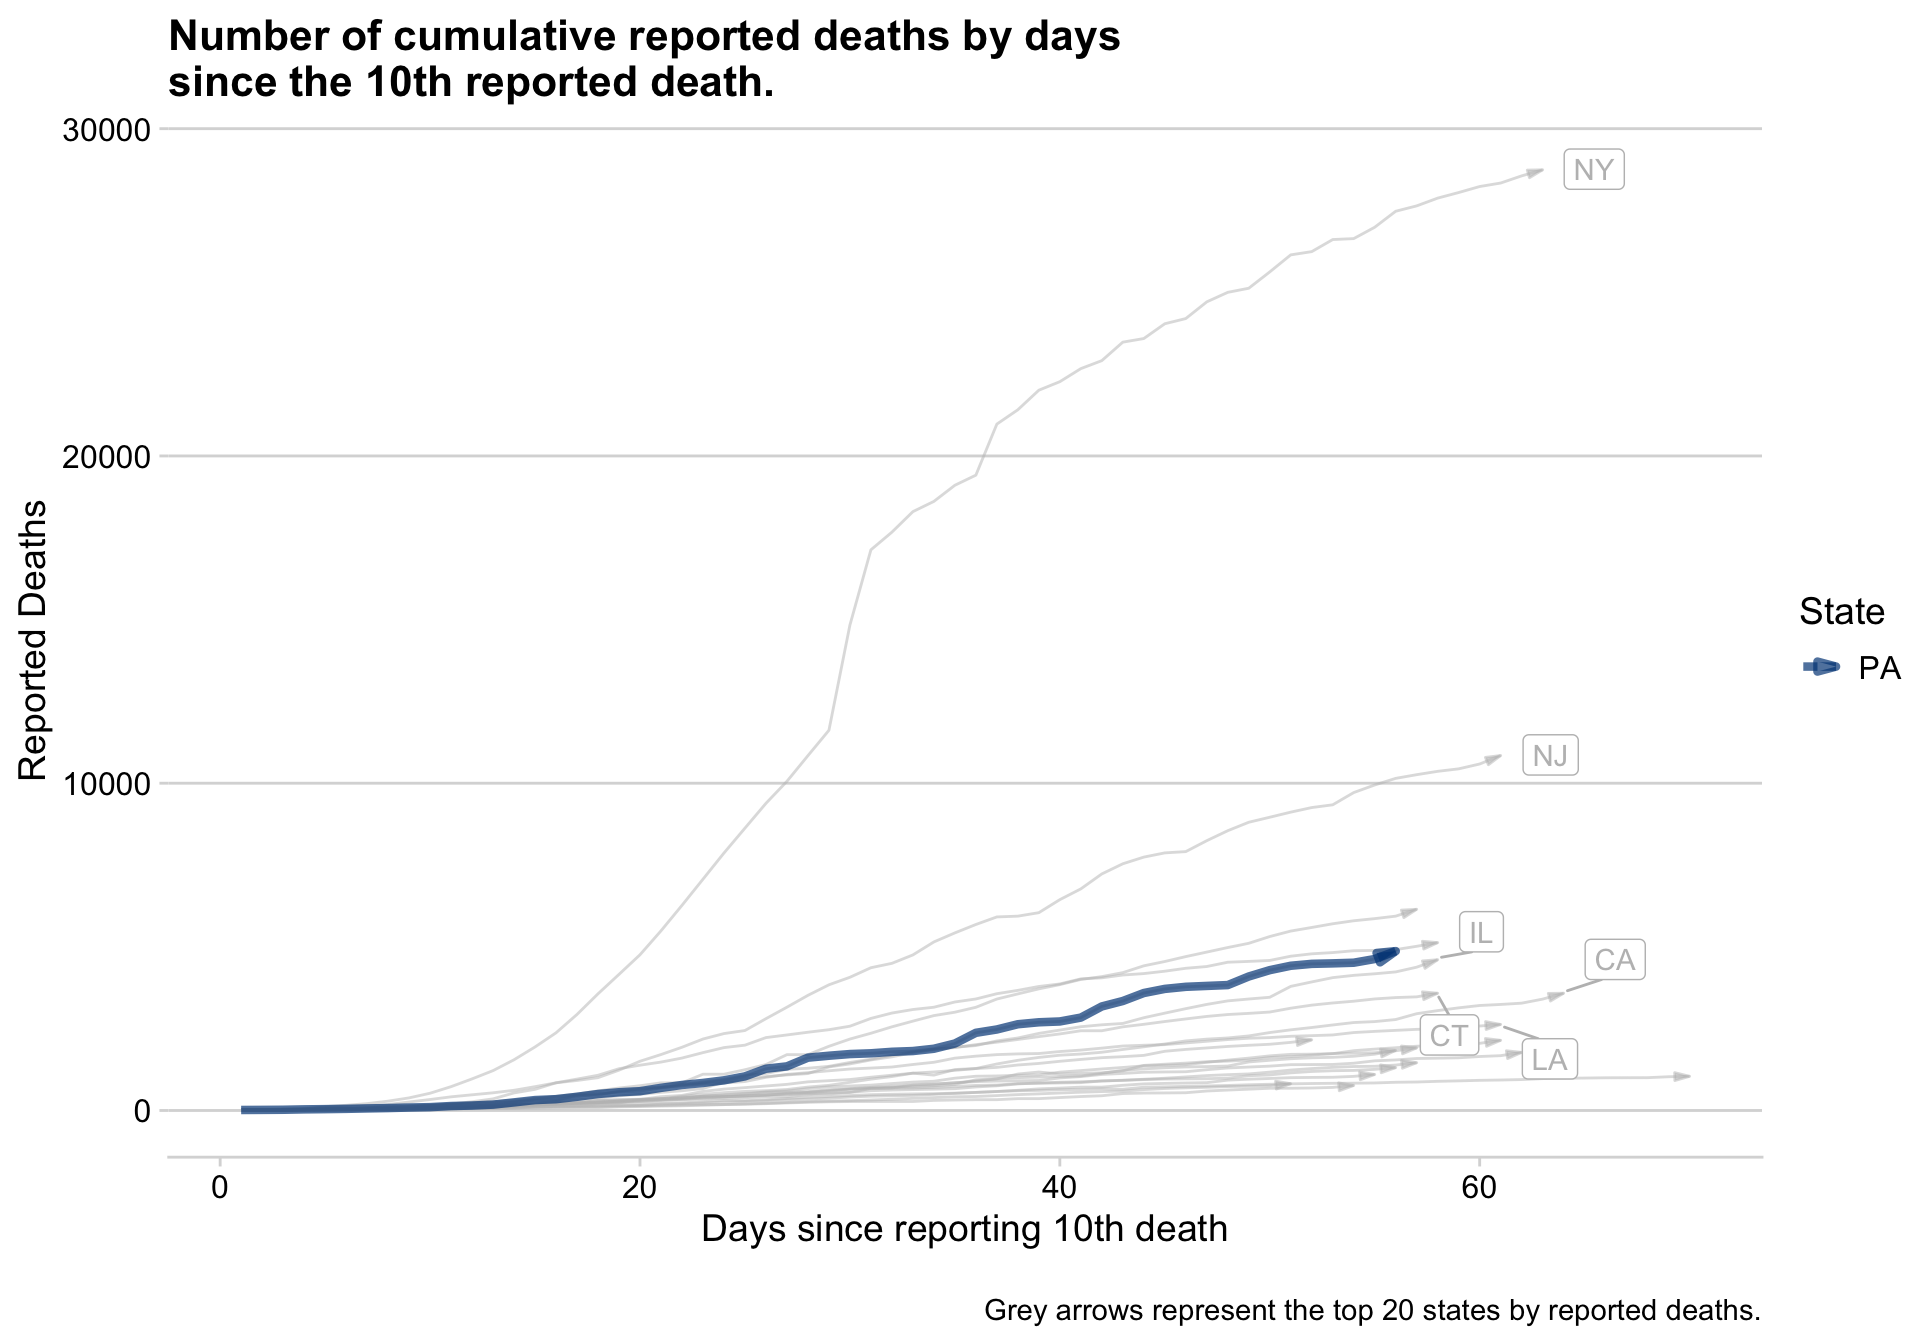 Number of cumulative reported deaths by days
since the 10th reported death.
30000
20000
10000
0
Reported Deaths
NY
NJ
IL
CA
CT
LA
State
PA
0
20
40
60
Days since reporting 10th death
Grey arrows represent the top 20 states by reported deaths.